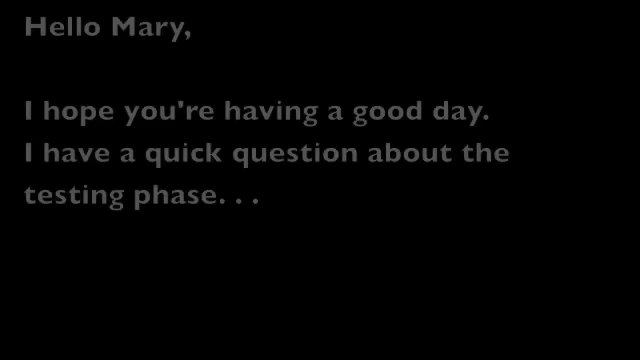 Hello Mary,
I hope you're having a good day.
I have a quick question about the
testing phase. . .